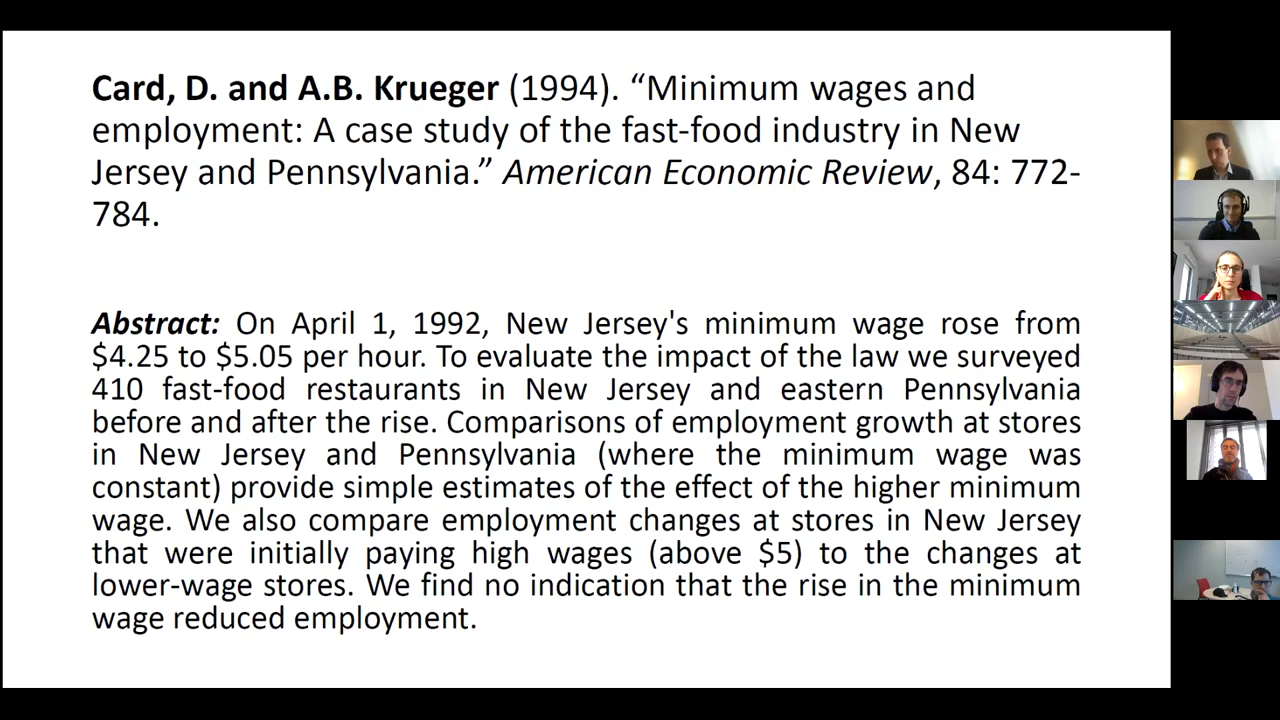 Card, D. and A.B. Krueger (1994). “Minimum wages and
employment: A case study of the fast-food industry in New
Jersey and Pennsylvania.” American Economic Review, 84: 772-
784.
Abstract: On April 1, 1992, New Jersey's minimum wage rose from
$4.25 to $5.05 per hour. To evaluate the impact of the law we surveyed
410 fast-food restaurants in New Jersey and eastern Pennsylvania
before and after the rise. Comparisons of employment growth at stores
in New Jersey and Pennsylvania (where the minimum wage was
constant) provide simple estimates of the effect of the higher minimum
wage. We also compare employment changes at stores in New Jersey
that were initially paying high wages (above $5) to the changes at
lower-wage stores. We find no indication that the rise in the minimum
wage reduced employment.